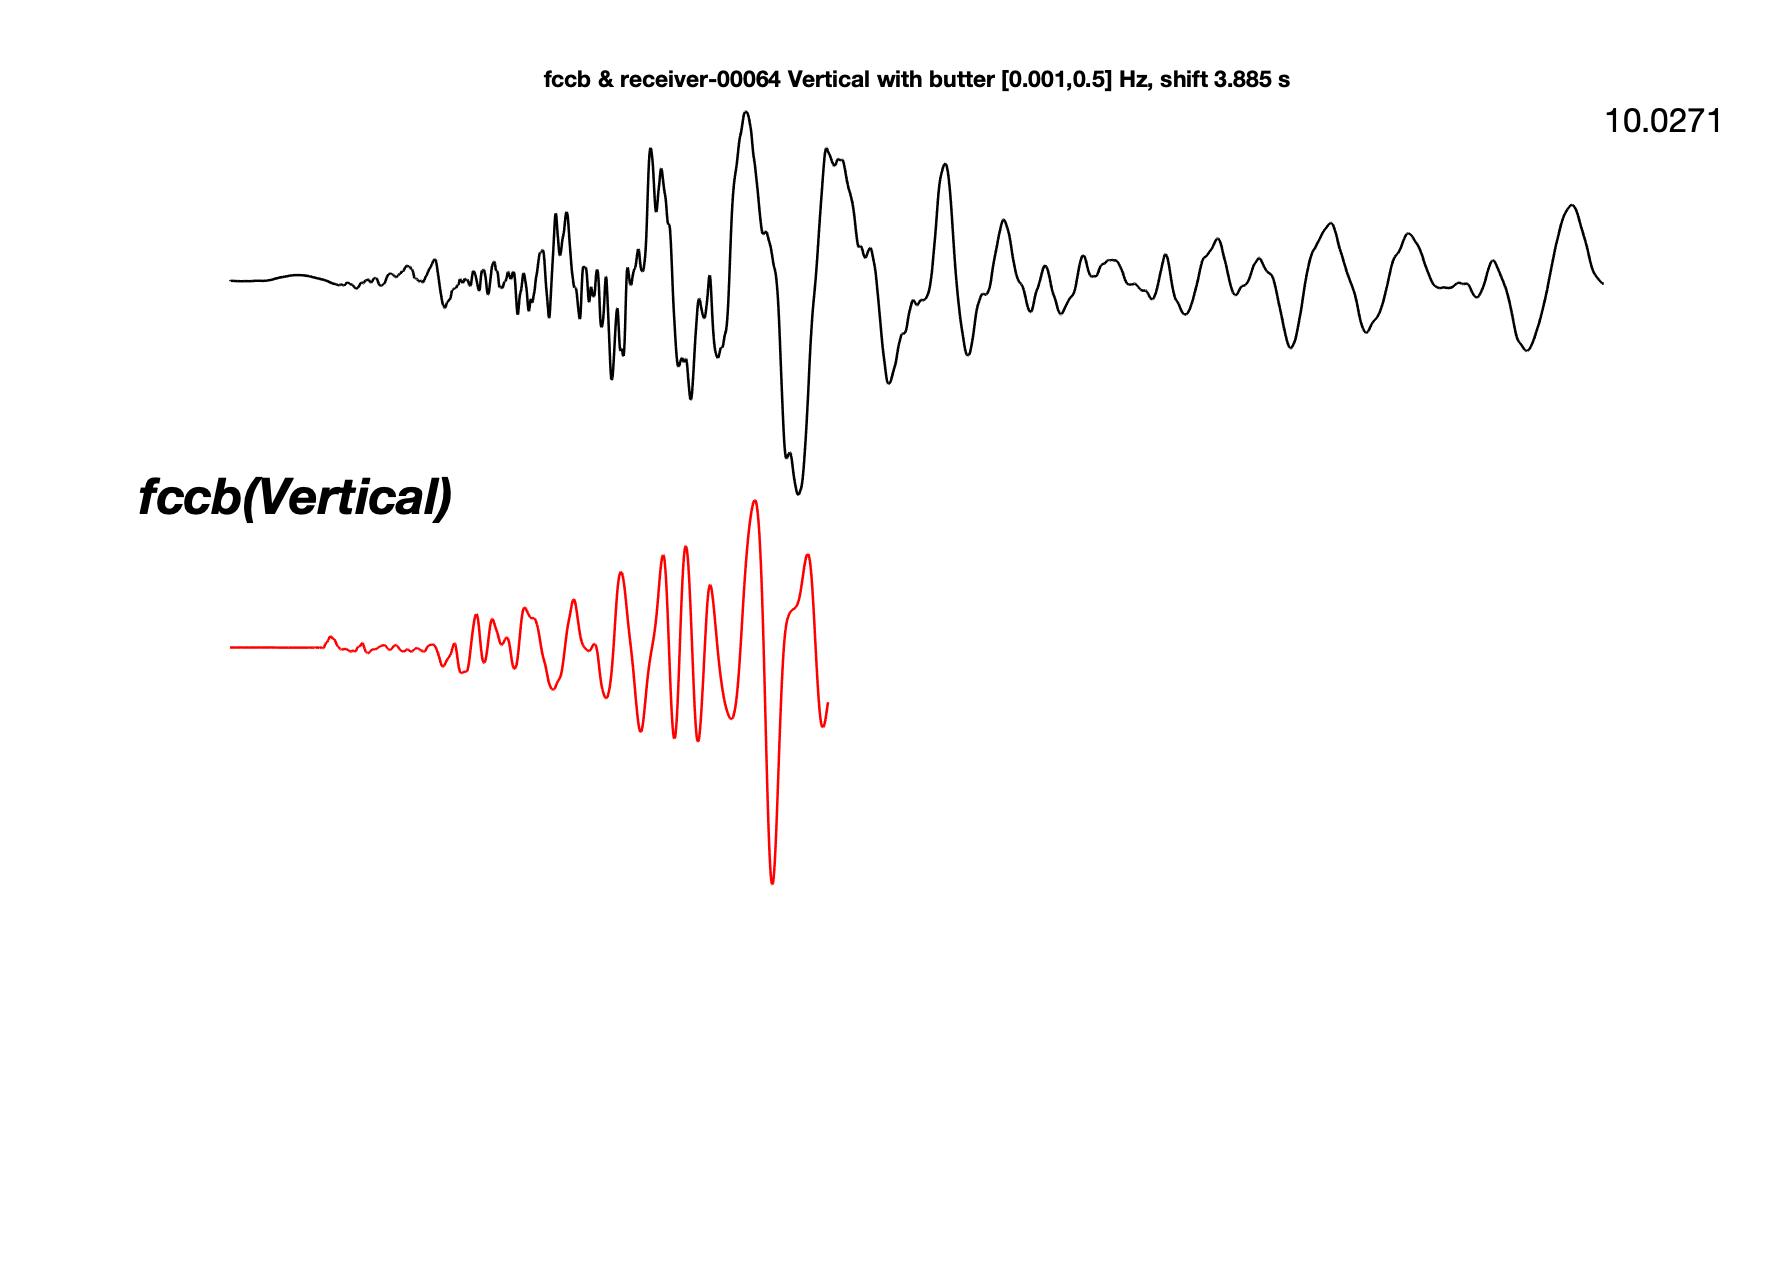 fccb & receiver-00064 Vertical with butter [0.001,0.5] Hz, shift 3.885 s
10.0271
fccb(Vertical)